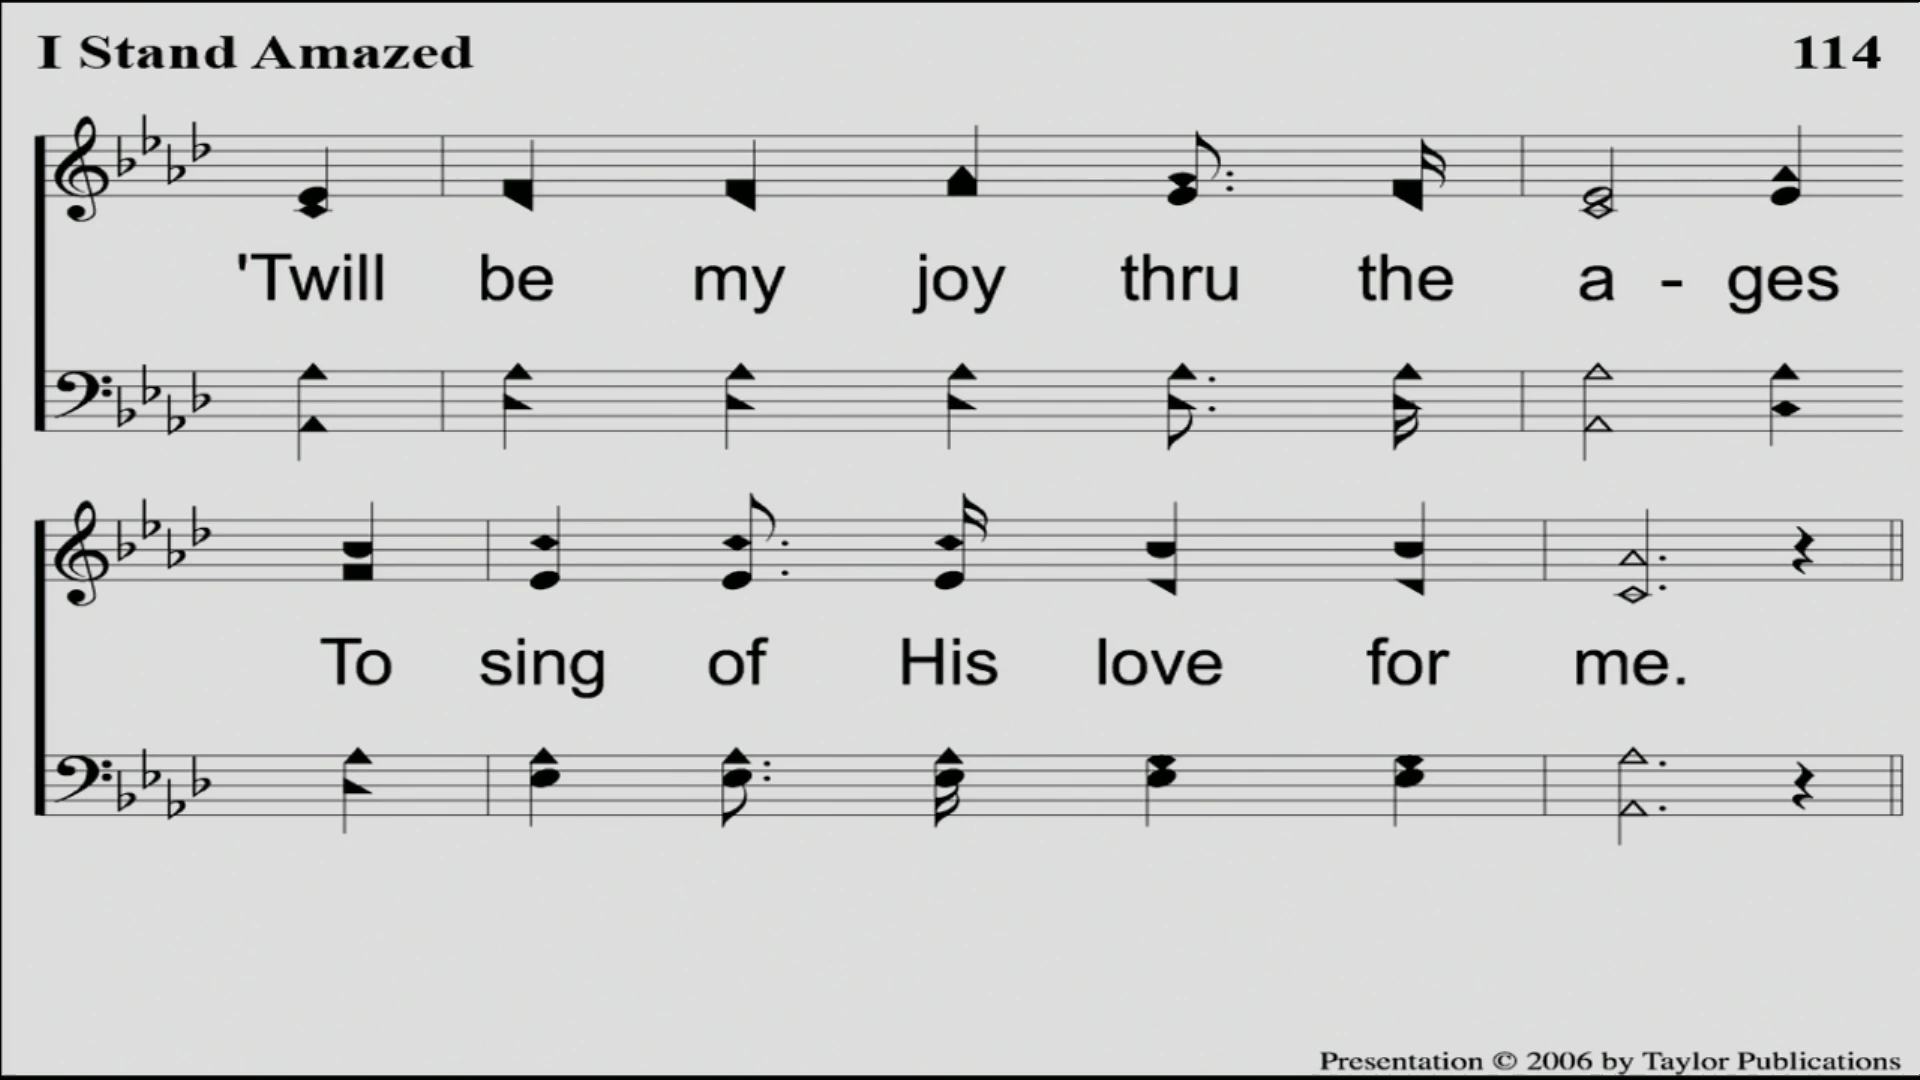 I Stand Amazed 114
'Twill be my joy thru the a - ges
To sing of His love for me.
Presentation © 2006 by Taylor Publications